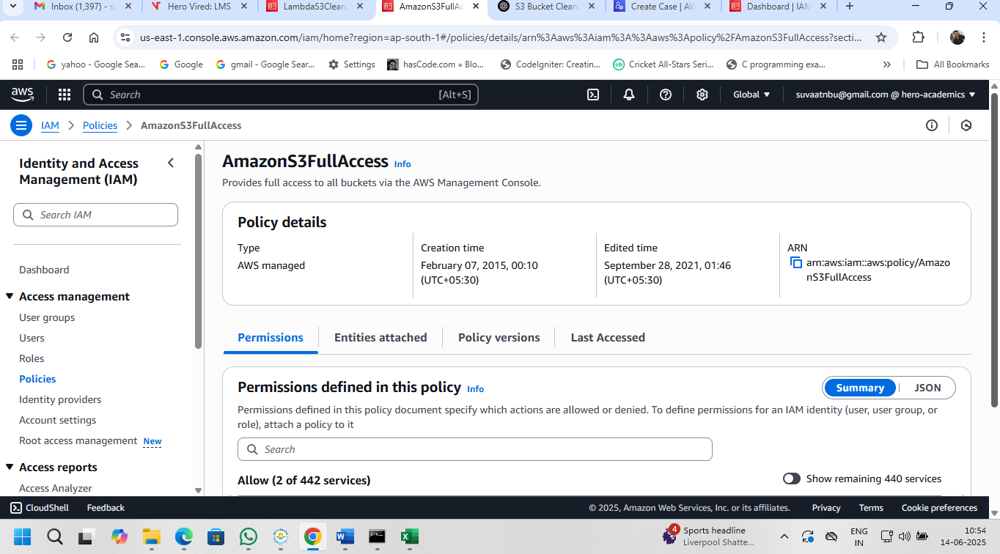 Inbox (1,397) - su
Hero Vired: LMS
LambdaS3Clean
AmazonS3FullAc
S3 Bucket Clean
Create Case | AW
Dashboard | IAM
us-east-1.console.aws.amazon.com/iam/home?region=ap-south-1#/policies/details/arn%3Aaws%3Aiam%3A%3Aaws%3Apolicy%2FAmazonS3FullAccess?secti...
yahoo - Google Sea...
Google
gmail - Google Sear...
Settings
hasCode.com » Blo...
CodeIgniter: Creatin...
cb
Cricket All-Stars Seri...
C programming exa...
All Bookmarks
aws
Search
[Alt+S]
Global
suvaatnbu@gmail.com @ hero-academics
IAM
Policies
AmazonS3FullAccess
Identity and Access
Management (IAM)
Search IAM
Dashboard
Access management
User groups
Users
Roles
Policies
Identity providers
Account settings
Root access management New
Access reports
Access Analyzer
AmazonS3FullAccess Info
Provides full access to all buckets via the AWS Management Console.
Policy details
Type
AWS managed
Creation time
February 07, 2015, 00:10
(UTC+05:30)
Edited time
September 28, 2021, 01:46
(UTC+05:30)
ARN
arn:aws:iam::aws:policy/Amazo
nS3FullAccess
Permissions
Entities attached
Policy versions
Last Accessed
Permissions defined in this policy Info
Summary
JSON
Permissions defined in this policy document specify which actions are allowed or denied. To define permissions for an IAM identity (user, user group, or
role), attach a policy to it
Search
Allow (2 of 442 services)
Show remaining 440 services
CloudShell
Feedback
© 2025, Amazon Web Services, Inc. or its affiliates.
Privacy
Terms
Cookie preferences
4
Sports headline
Liverpool Shatte...
ENG
IN
10:54
14-06-2025